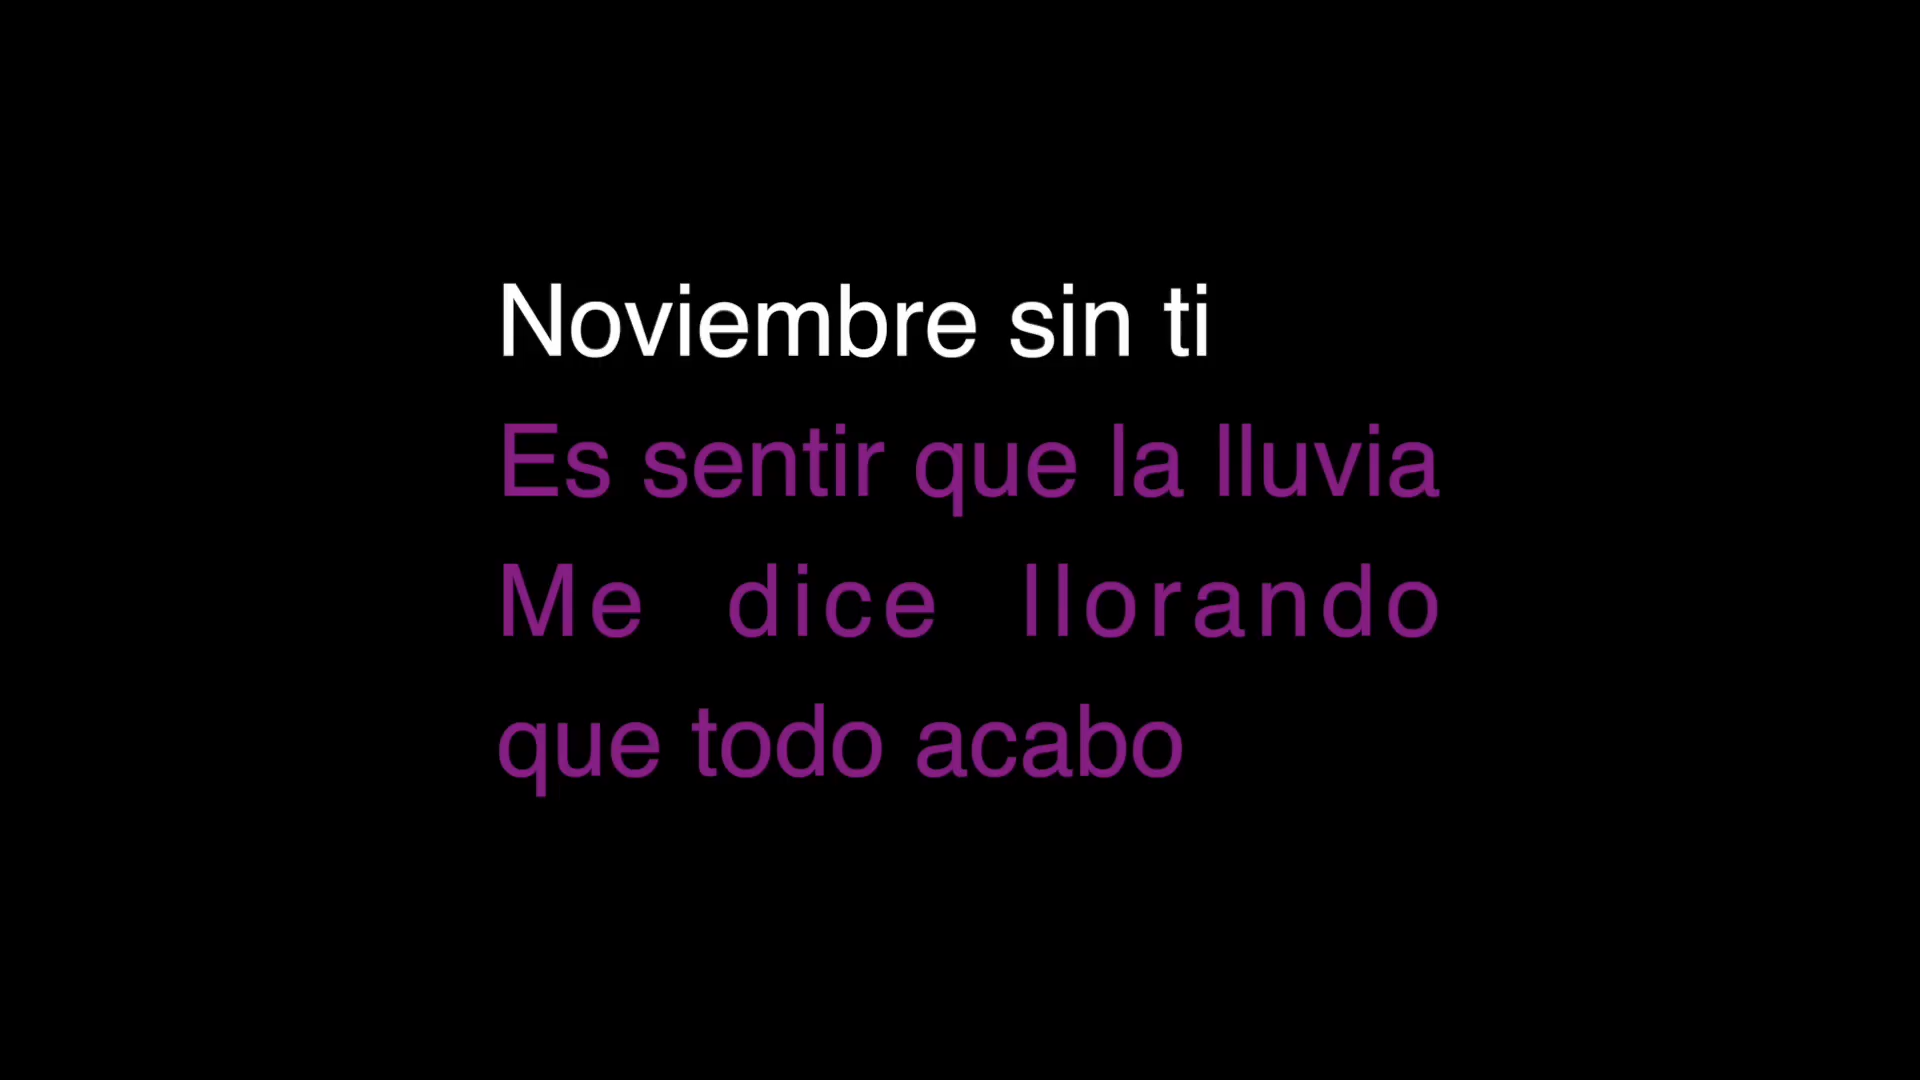 Noviembre sin ti
Es sentir que la lluvia
Me dice llorando
que todo acabo